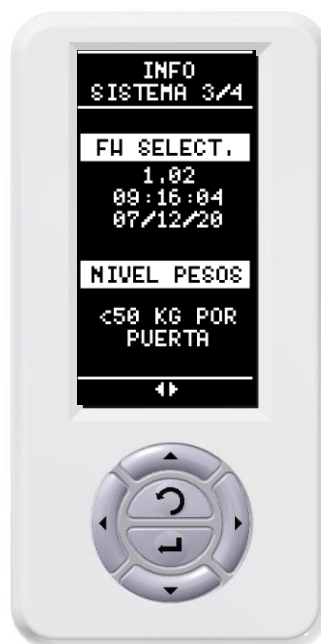 INFO
SISTEMA 3/4
FW SELECT.
1.02
09:16:04
07/12/20
NIVEL PESOS
<50 KG POR
PUERTA